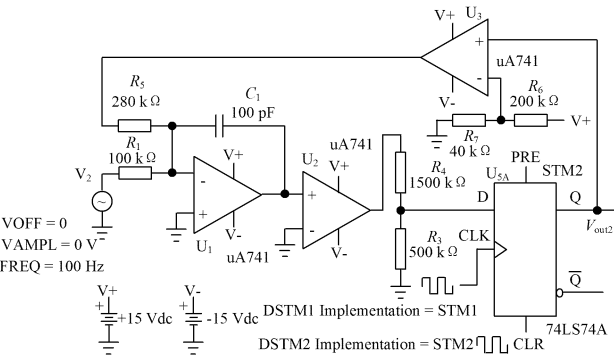 V+
U3
+
uA741
-
V-
R5
280 kΩ
C1
100 pF
R6
200 kΩ
V+
R7
40 kΩ
R1
100 kΩ
V2
~
VOFF = 0
VAMPL = 0 V
FREQ = 100 Hz
V+
-
+
V-
U1
uA741
uA741
U2
V+
+
-
V-
R4
1500 kΩ
R3
500 kΩ
U5A
PRE
STM2
D
Q
CLK
Vout2
Q
74LS74A
CLR
V+
+
+15 Vdc
V-
+
-15 Vdc
DSTM1 Implementation = STM1
DSTM2 Implementation = STM2